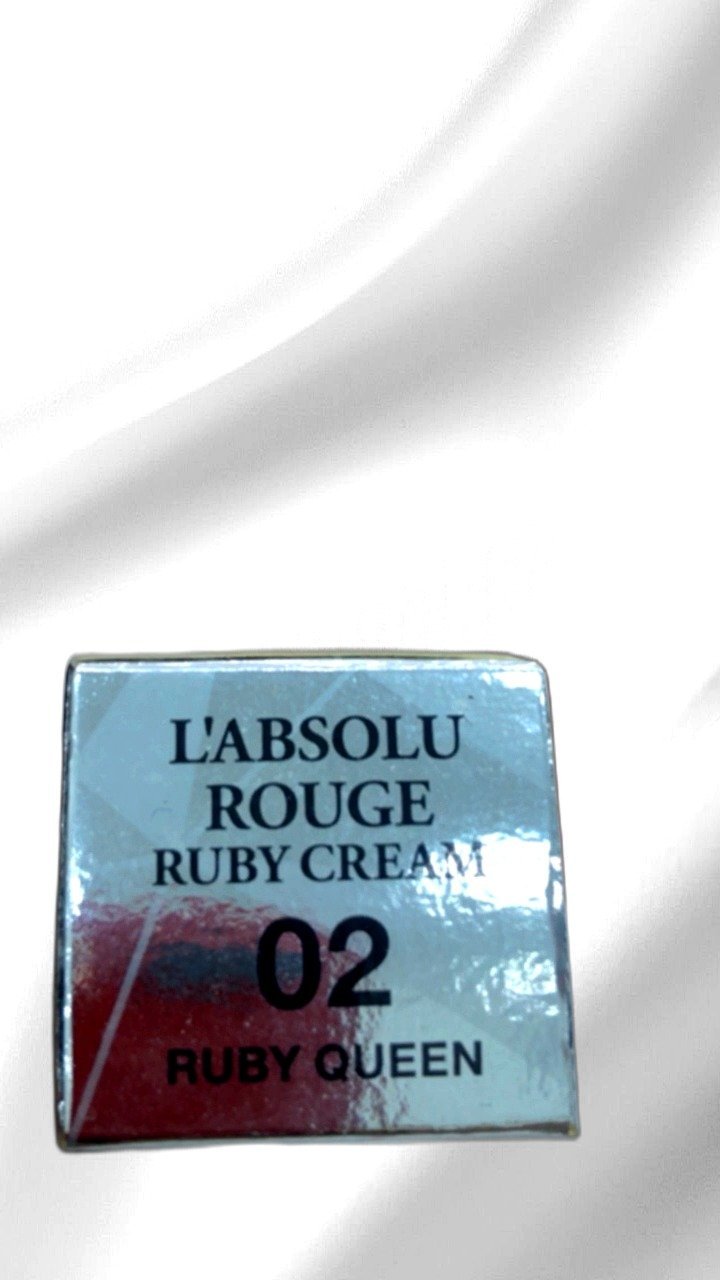 L'ABSOLU
ROUGE
RUBY CREAM
02
RUBY QUEEN